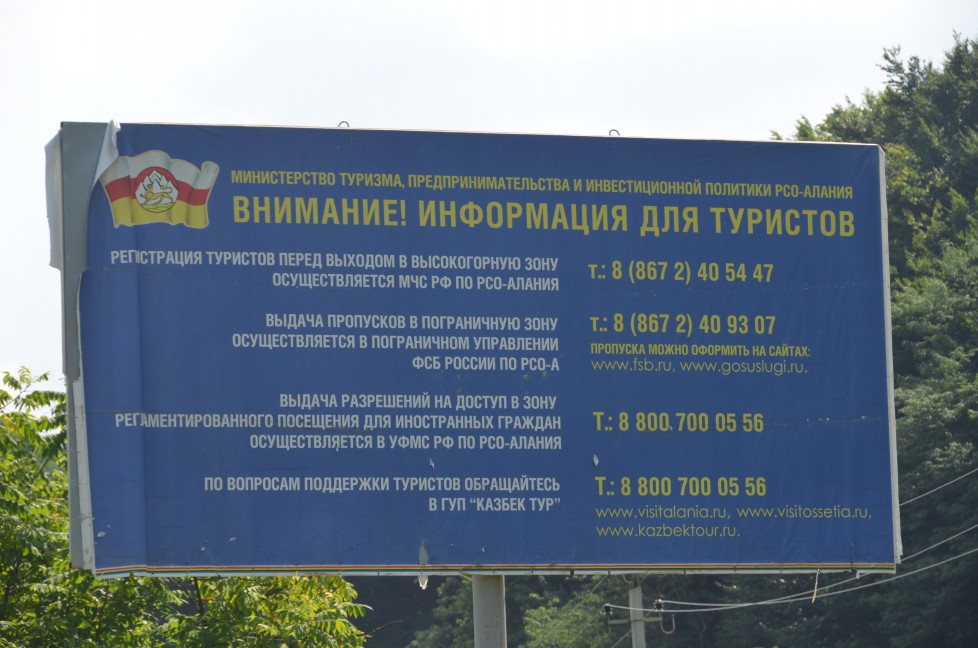 МИНИСТЕРСТВО ТУРИЗМА, ПРЕДПРИНИМАТЕЛЬСТВА И ИНВЕСТИЦИОННОЙ ПОЛИТИКИ РСО-АЛАНИЯ
ВНИМАНИЕ! ИНФОРМАЦИЯ ДЛЯ ТУРИСТОВ
РЕГИСТРАЦИЯ ТУРИСТОВ ПЕРЕД ВЫХОДОМ В ВЫСОКОГОРНУЮ ЗОНУ
ОСУЩЕСТВЛЯЕТСЯ МЧС РФ ПО РСО-АЛАНИЯ
т.: 8 (867 2) 40 54 47
ВЫДАЧА ПРОПУСКОВ В ПОГРАНИЧНУЮ ЗОНУ
ОСУЩЕСТВЛЯЕТСЯ В ПОГРАНИЧНОМ УПРАВЛЕНИИ
ФСБ РОССИИ ПО РСО-А
т.: 8 (867 2) 40 93 07
ПРОПУСКА МОЖНО ОФОРМИТЬ НА САЙТАХ:
www.fsb.ru, www.gosuslugi.ru.
ВЫДАЧА РАЗРЕШЕНИЙ НА ДОСТУП В ЗОНУ
РЕГАМЕНТИРОВАННОГО ПОСЕЩЕНИЯ ДЛЯ ИНОСТРАННЫХ ГРАЖДАН
ОСУЩЕСТВЛЯЕТСЯ В УФМС РФ ПО РСО-АЛАНИЯ
Т.: 8 800 700 05 56
ПО ВОПРОСАМ ПОДДЕРЖКИ ТУРИСТОВ ОБРАЩАЙТЕСЬ
В ГУП “КАЗБЕК ТУР”
Т.: 8 800 700 05 56
www.visitalania.ru, www.visitossetia.ru,
www.kazbektour.ru.